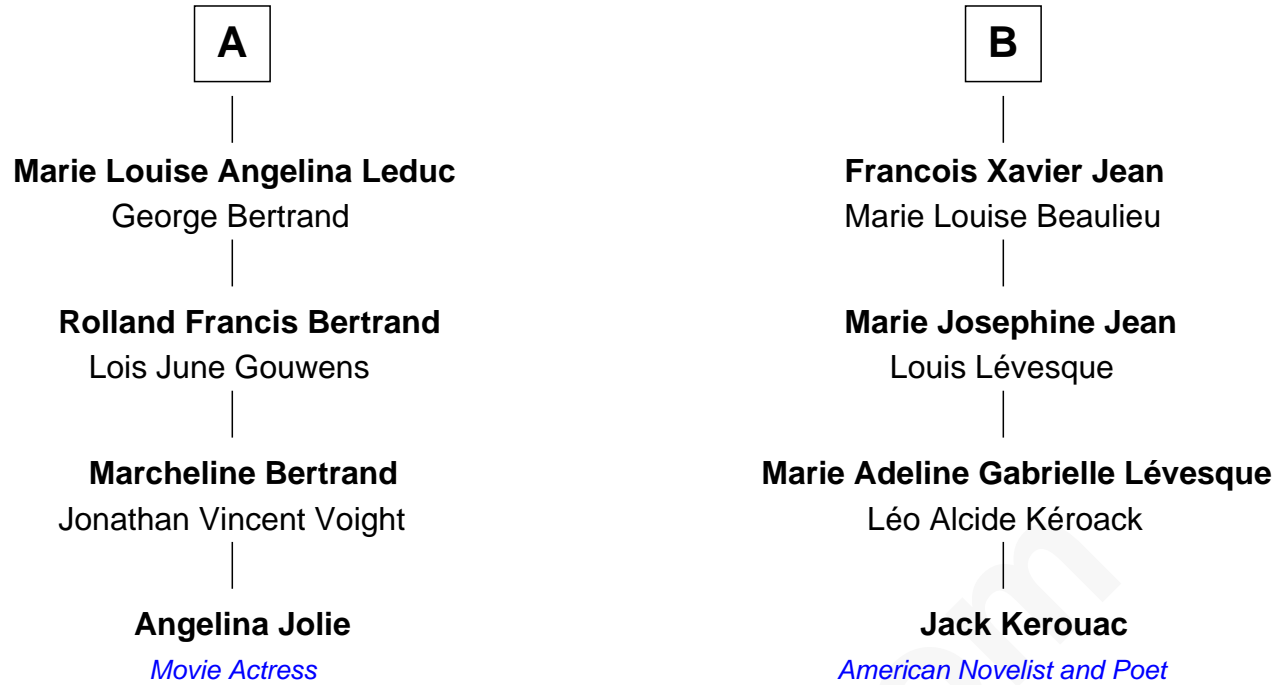 A
Marie Louise Angelina Leduc
George Bertrand
Rolland Francis Bertrand
Lois June Gouwens
Marcheline Bertrand
Jonathan Vincent Voight
Angelina Jolie
Movie Actress
B
Francois Xavier Jean
Marie Louise Beaulieu
Marie Josephine Jean
Louis Lévesque
Marie Adeline Gabrielle Lévesque
Léo Alcide Kéroack
Jack Kerouac
American Novelist and Poet